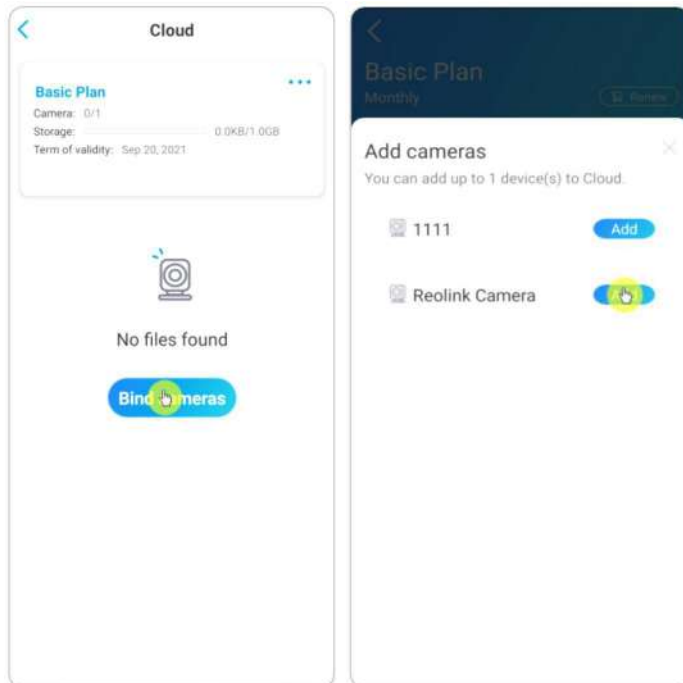 Cloud
Basic Plan
Camera: 0/1
Storage: 0.0KB/1.0GB
Term of validity: Sep 20, 2021
No files found
Bind Cameras
Basic Plan
Monthly
Renew
Add cameras
You can add up to 1 device(s) to Cloud.
1111 Add
Reolink Camera